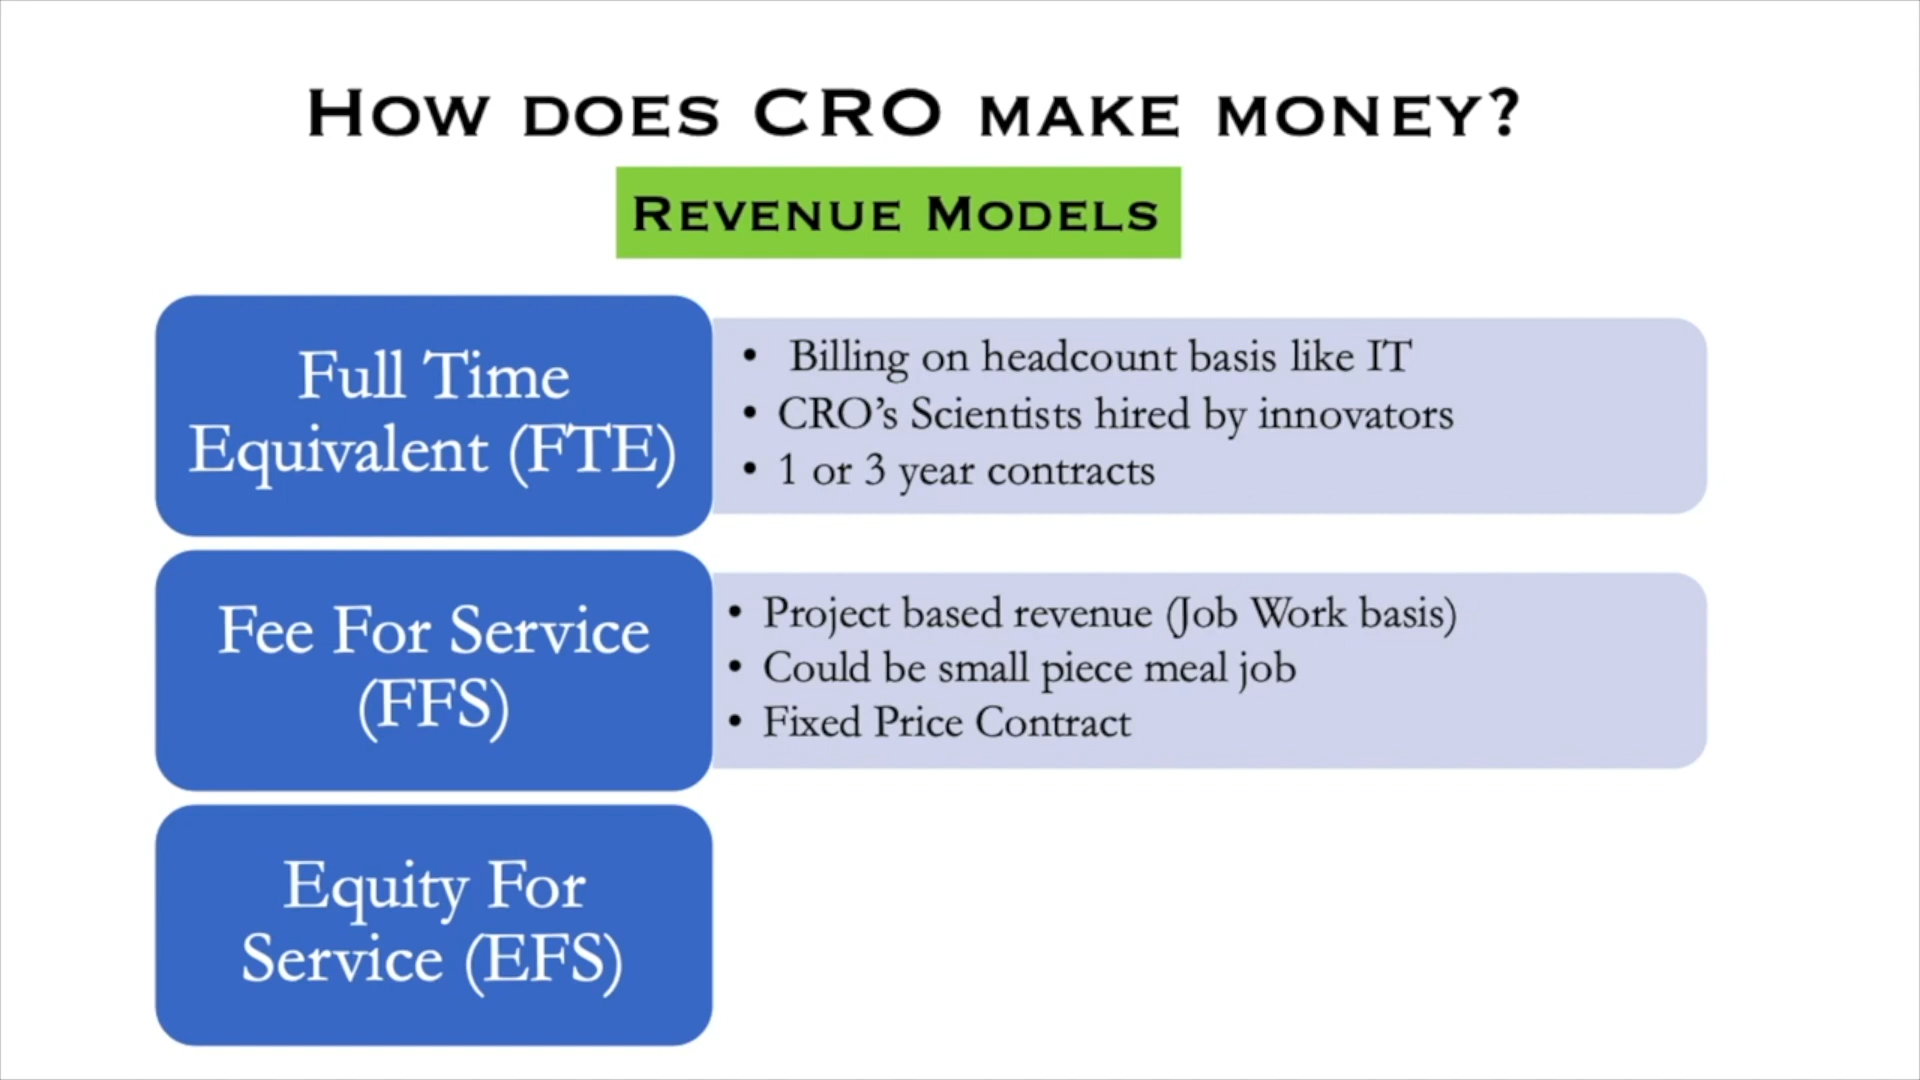 How does CRO make money?
Revenue Models
Full Time
Equivalent (FTE)
• Billing on headcount basis like IT
• CRO's Scientists hired by innovators
• 1 or 3 year contracts
Fee For Service
(FFS)
• Project based revenue (Job Work basis)
• Could be small piece meal job
• Fixed Price Contract
Equity For
Service (EFS)